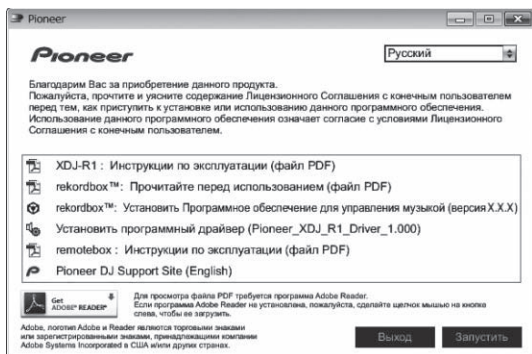 Pioneer
Pioneer
Русский
Благодарим Вас за приобретение данного продукта.
Пожалуйста, прочтите и уясните содержание Лицензионного Соглашения с конечным пользователем
перед тем, как приступить к установке или использованию данного программного обеспечения.
Использование данного программного обеспечения означает согласие с условиями Лицензионного
Соглашения с конечным пользователем.
XDJ-R1 : Инструкции по эксплуатации (файл PDF)
rekordbox™: Прочитайте перед использованием (файл PDF)
rekordbox™: Установить Программное обеспечение для управления музыкой (версия X.X.X)
Установить программный драйвер (Pioneer_XDJ_R1_Driver_1.000)
remotebox : Инструкции по эксплуатации (файл PDF)
Pioneer DJ Support Site (English)
Get
ADOBE® READER®
Для просмотра файла PDF требуется программа Adobe Reader.
Если программа Adobe Reader не установлена, пожалуйста, сделайте щелчок мышью на кнопке
слева, чтобы ее загрузить.
Adobe, логотип Adobe и Reader являются торговыми знаками
или зарегистрированными знаками, принадлежащими компании
Adobe Systems Incorporated в США и/или других странах.
Выход
Запустить